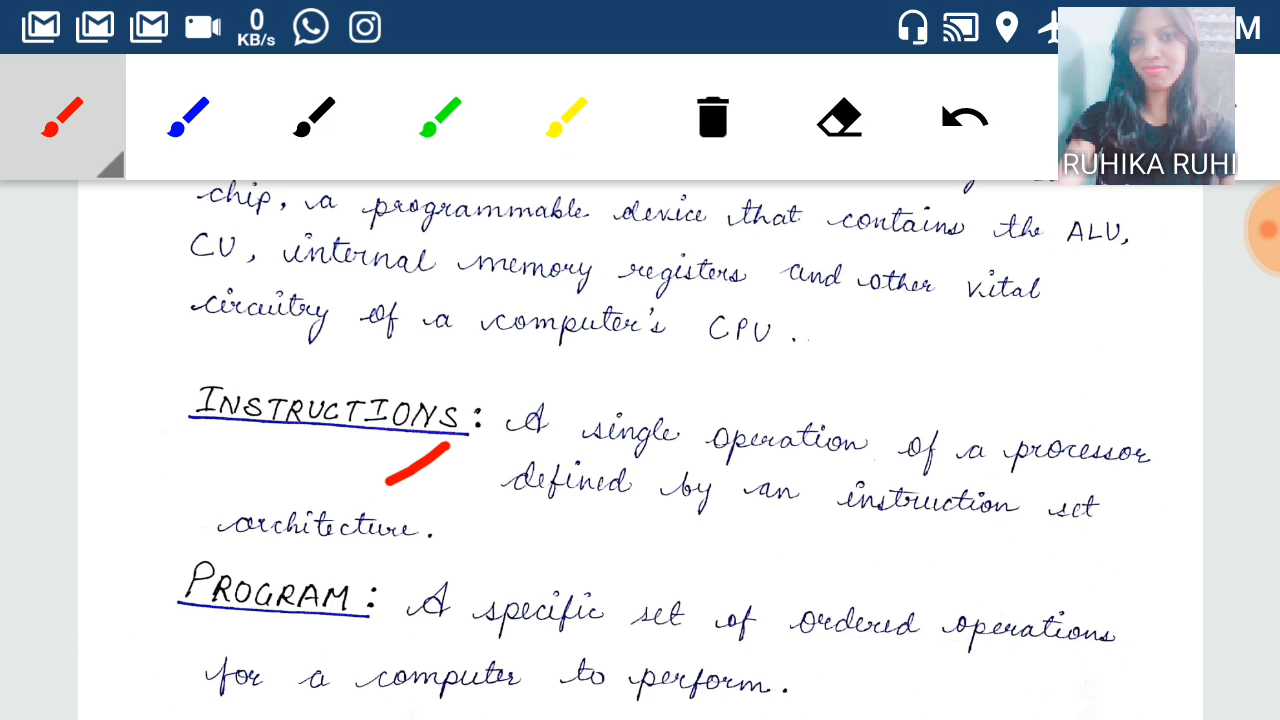 0
KB/s
M
RUHIKA RUHI
chip, a programmable device that contains the ALU,
CU, internal memory registers and other vital
circuitry of a computer's CPU.
INSTRUCTIONS: A single operation of a processor
defined by an instruction set
architecture.
PROGRAM: A specific set of ordered operations
for a computer to perform.